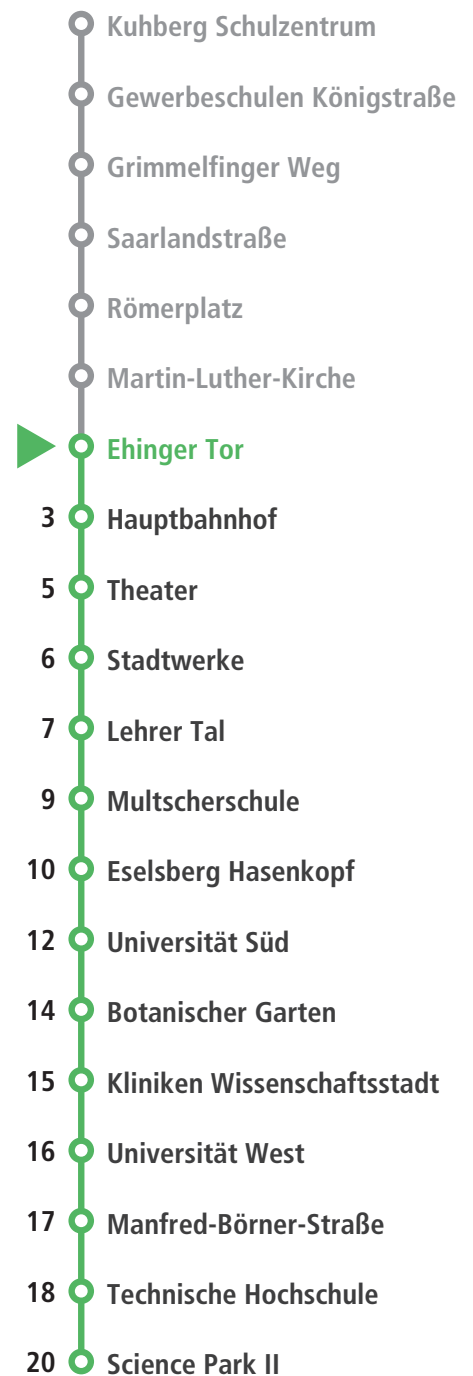 Kuhberg Schulzentrum
Gewerbeschulen Königstraße
Grimmelfinger Weg
Saarlandstraße
Römerplatz
Martin-Luther-Kirche
Ehinger Tor
3 Hauptbahnhof
5 Theater
6 Stadtwerke
7 Lehrer Tal
9 Multscherschule
10 Eselsberg Hasenkopf
12 Universität Süd
14 Botanischer Garten
15 Kliniken Wissenschaftsstadt
16 Universität West
17 Manfred-Börner-Straße
18 Technische Hochschule
20 Science Park II